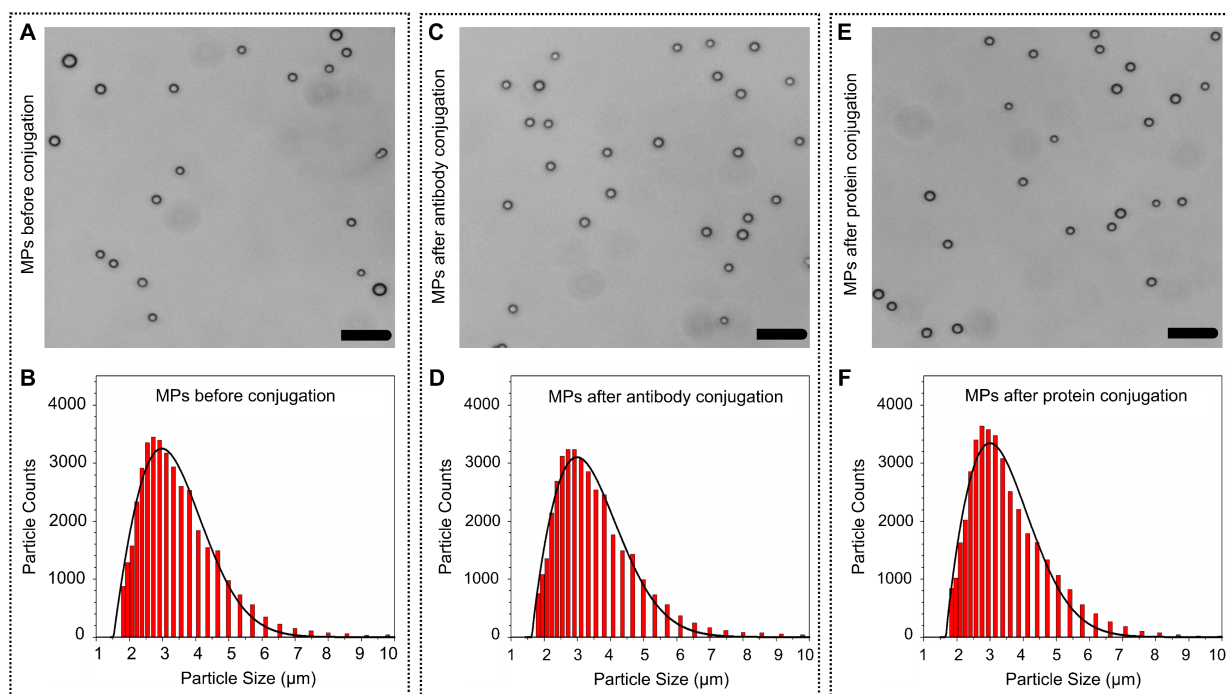 A
MPs before conjugation
B
MPs before conjugation
Particle Counts
4000
3000
2000
1000
0
1 2 3 4 5 6 7 8 9 10
Particle Size (μm)
C
MPs after antibody conjugation
D
MPs after antibody conjugation
Particle Counts
4000
3000
2000
1000
0
1 2 3 4 5 6 7 8 9 10
Particle Size (μm)
E
MPs after protein conjugation
F
MPs after protein conjugation
Particle Counts
4000
3000
2000
1000
0
1 2 3 4 5 6 7 8 9 10
Particle Size (μm)